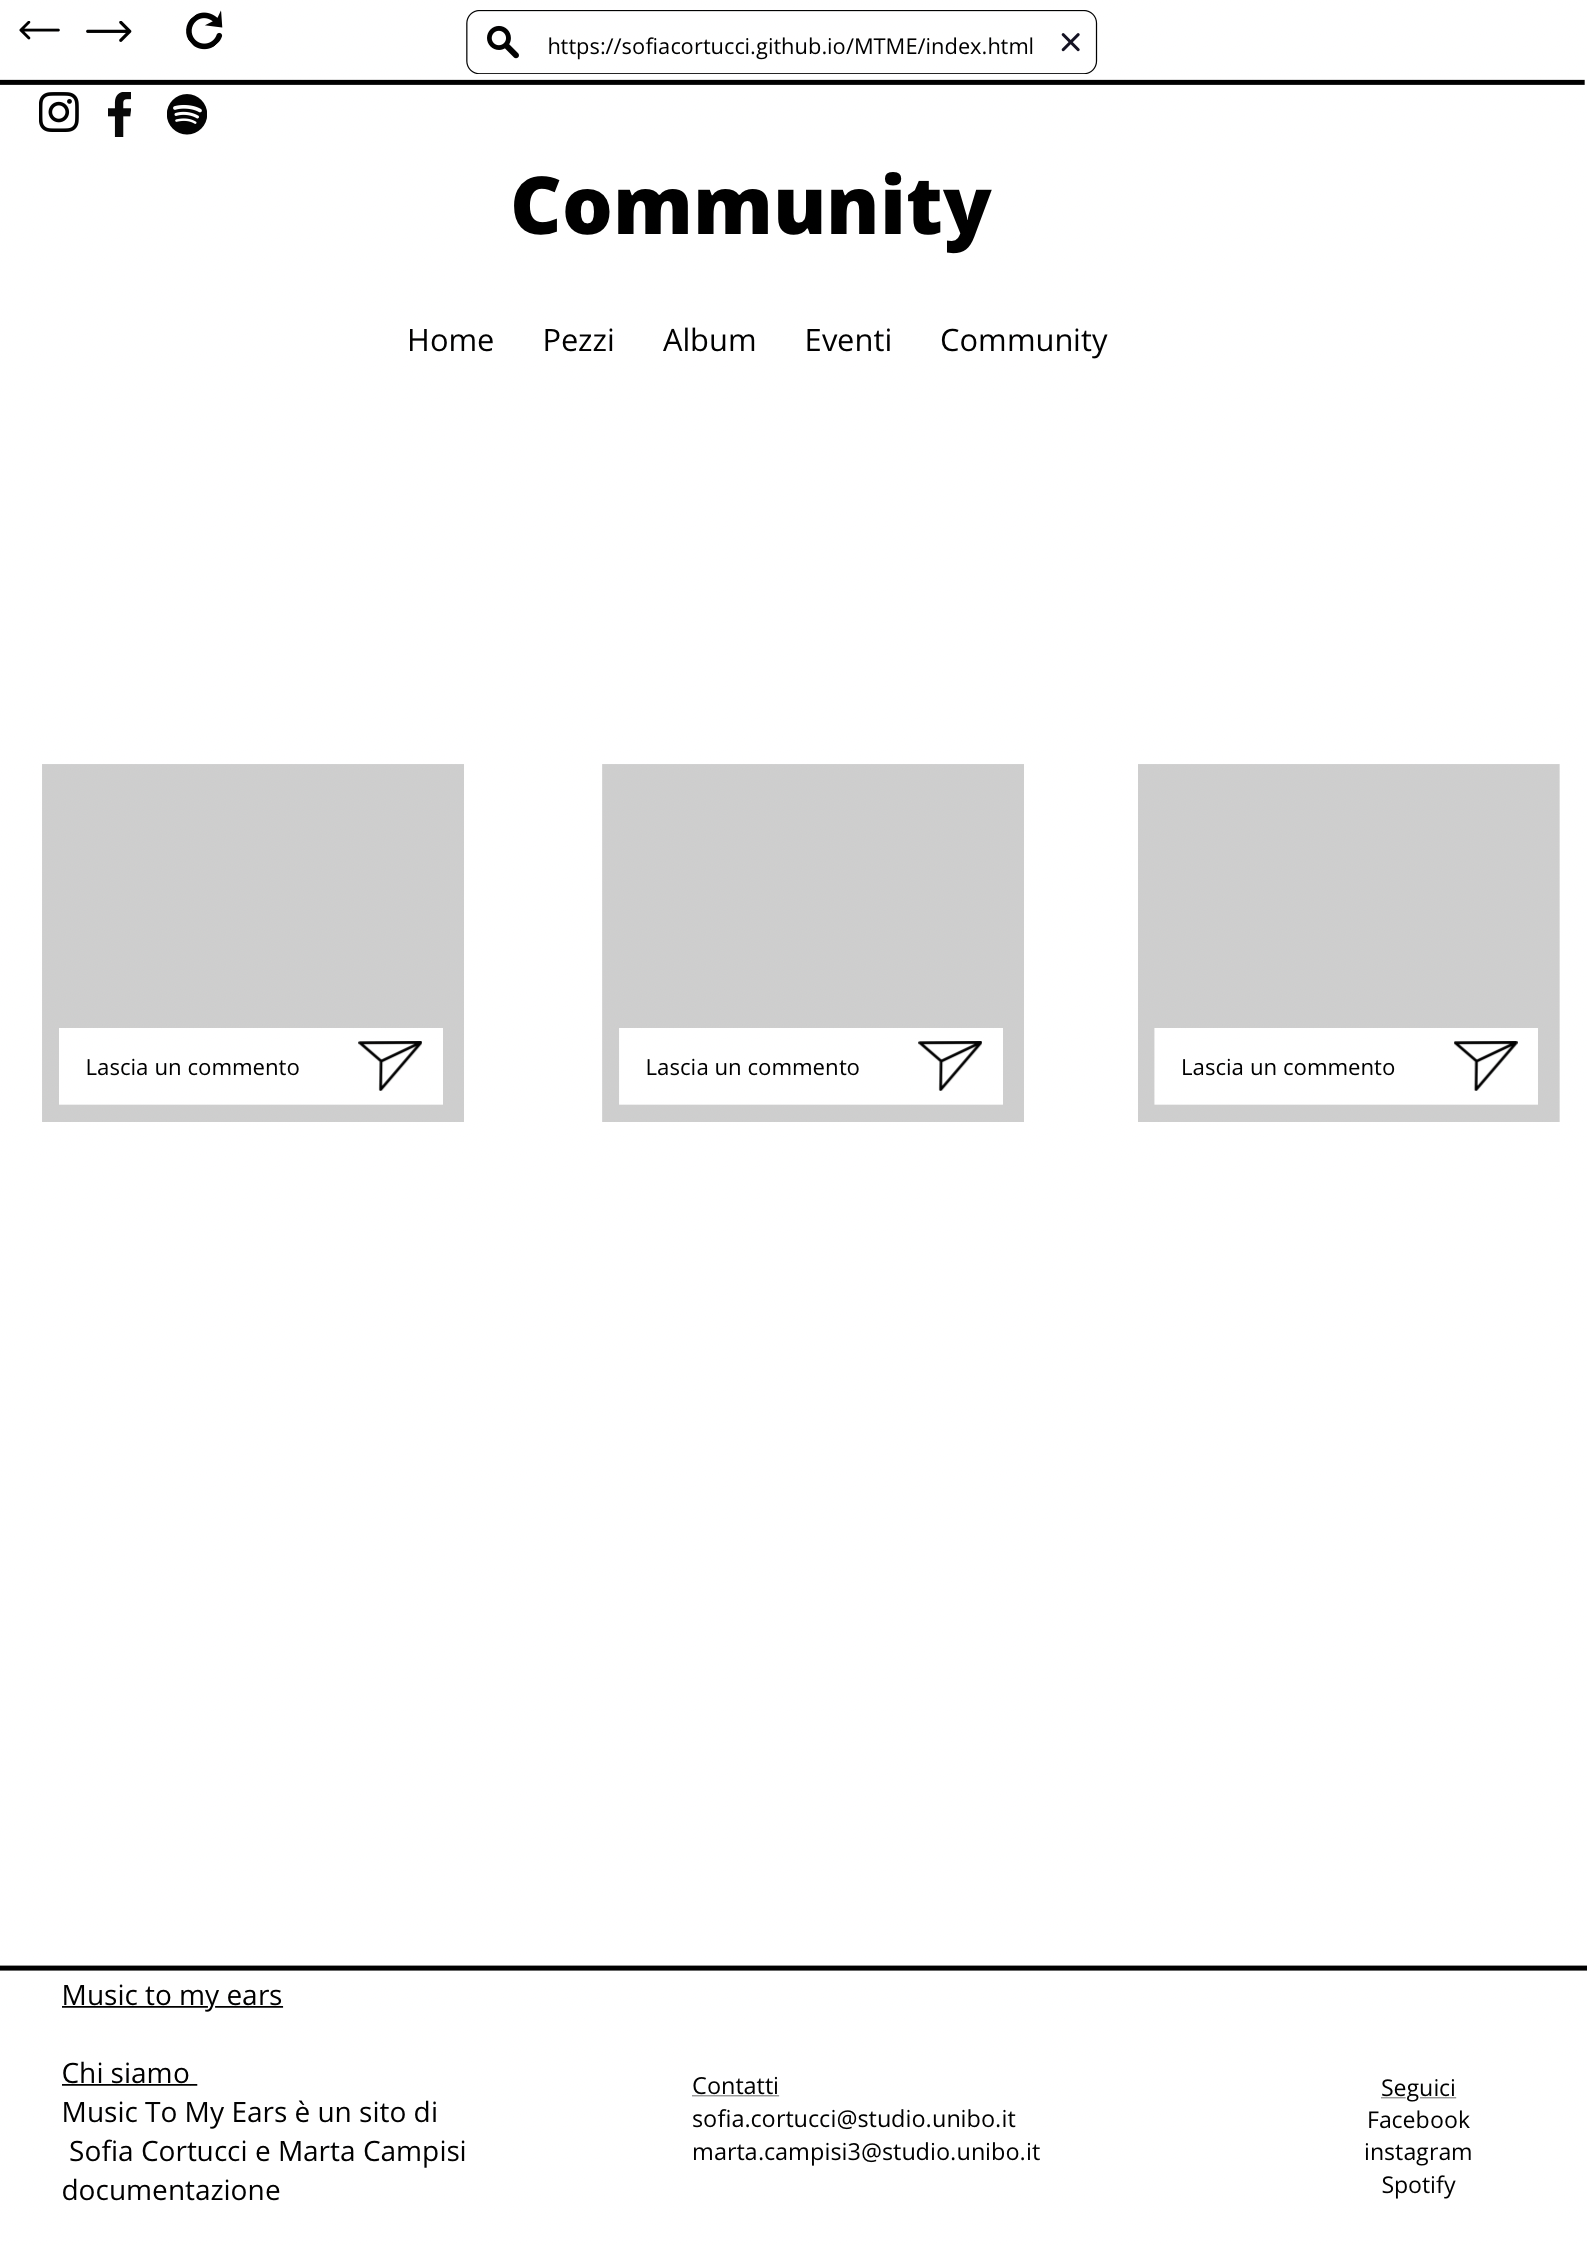 https://sofiacortucci.github.io/MTME/index.html
Community
Home Pezzi Album Eventi Community
Lascia un commento
Lascia un commento
Lascia un commento
Music to my ears
Chi siamo
Music To My Ears è un sito di
Sofia Cortucci e Marta Campisi
documentazione
Contatti
sofia.cortucci@studio.unibo.it
marta.campisi3@studio.unibo.it
Seguici
Facebook
instagram
Spotify